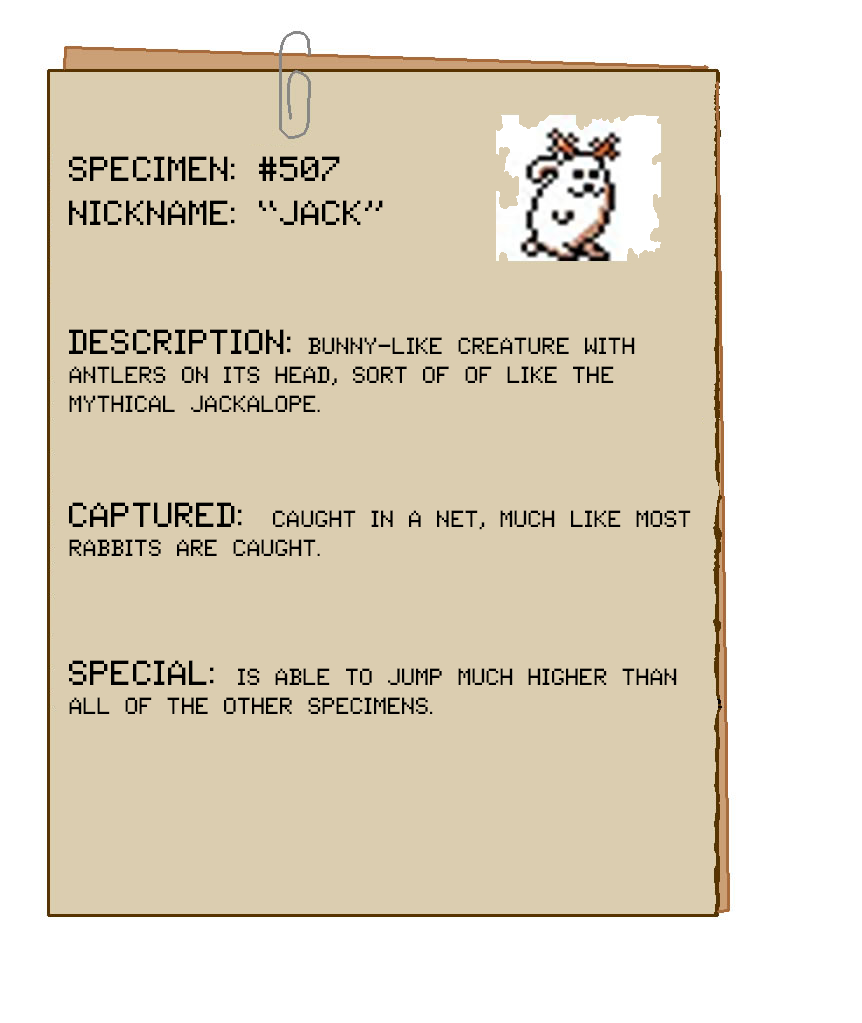 SPECIMEN: #507
NICKNAME: “JACK”
DESCRIPTION: BUNNY-LIKE CREATURE WITH
ANTLERS ON ITS HEAD, SORT OF OF LIKE THE
MYTHICAL JACKALOPE.
CAPTURED: CAUGHT IN A NET, MUCH LIKE MOST
RABBITS ARE CAUGHT.
SPECIAL: IS ABLE TO JUMP MUCH HIGHER THAN
ALL OF THE OTHER SPECIMENS.